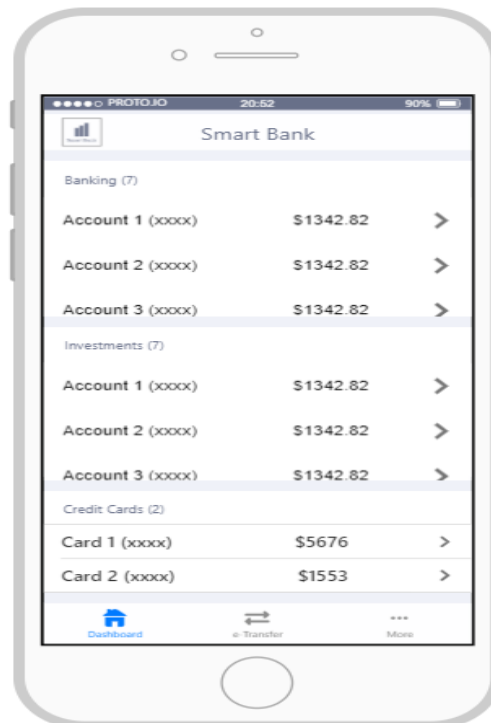 PROTO.IO 20:52 90%
Smart Bank
Banking (7)
Account 1 (xxxx) $1342.82
Account 2 (xxxx) $1342.82
Account 3 (xxxx) $1342.82
Investments (7)
Account 1 (xxxx) $1342.82
Account 2 (xxxx) $1342.82
Account 3 (xxxx) $1342.82
Credit Cards (2)
Card 1 (xxxx) $5676
Card 2 (xxxx) $1553
Dashboard e-Transfer More